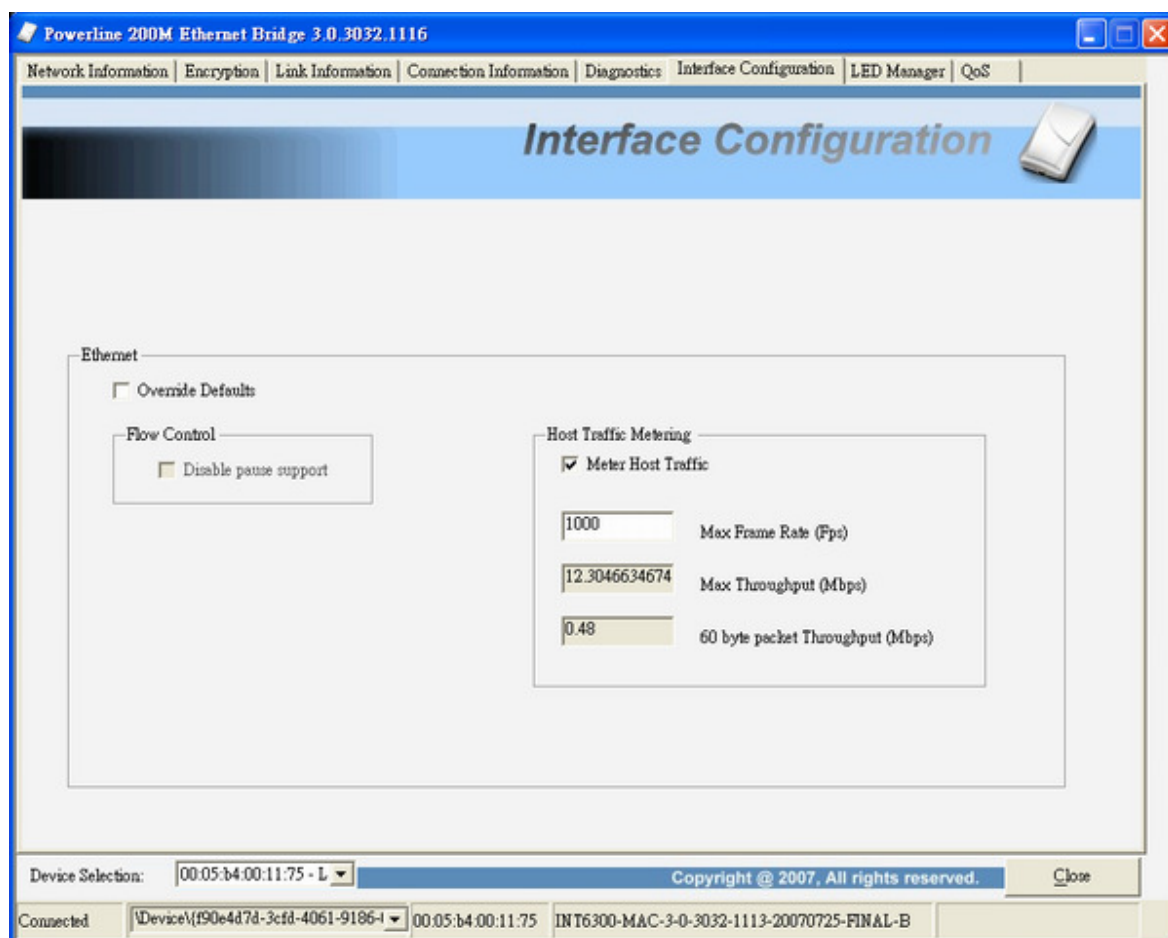 Powerline 200M Ethernet Bridge 3.0.3032.1116
Network Information Encryption Link Information Connection Information Diagnostics Interface Configuration LED Manager QoS
Interface Configuration
Ethernet
Override Defaults
Flow Control
Disable pause support
Host Traffic Metering
Meter Host Traffic
1000 Max Frame Rate (Fps)
12.3046634674 Max Throughput (Mbps)
0.48 60 byte packet Throughput (Mbps)
Device Selection: 00:05:b4:00:11:75 - L Copyright @ 2007, All rights reserved. Close
Connected \Device\{f90e4d7d-3cfd-4061-9186- 00:05:b4:00:11:75 INT6300-MAC-3-0-3032-1113-20070725-FINAL-B